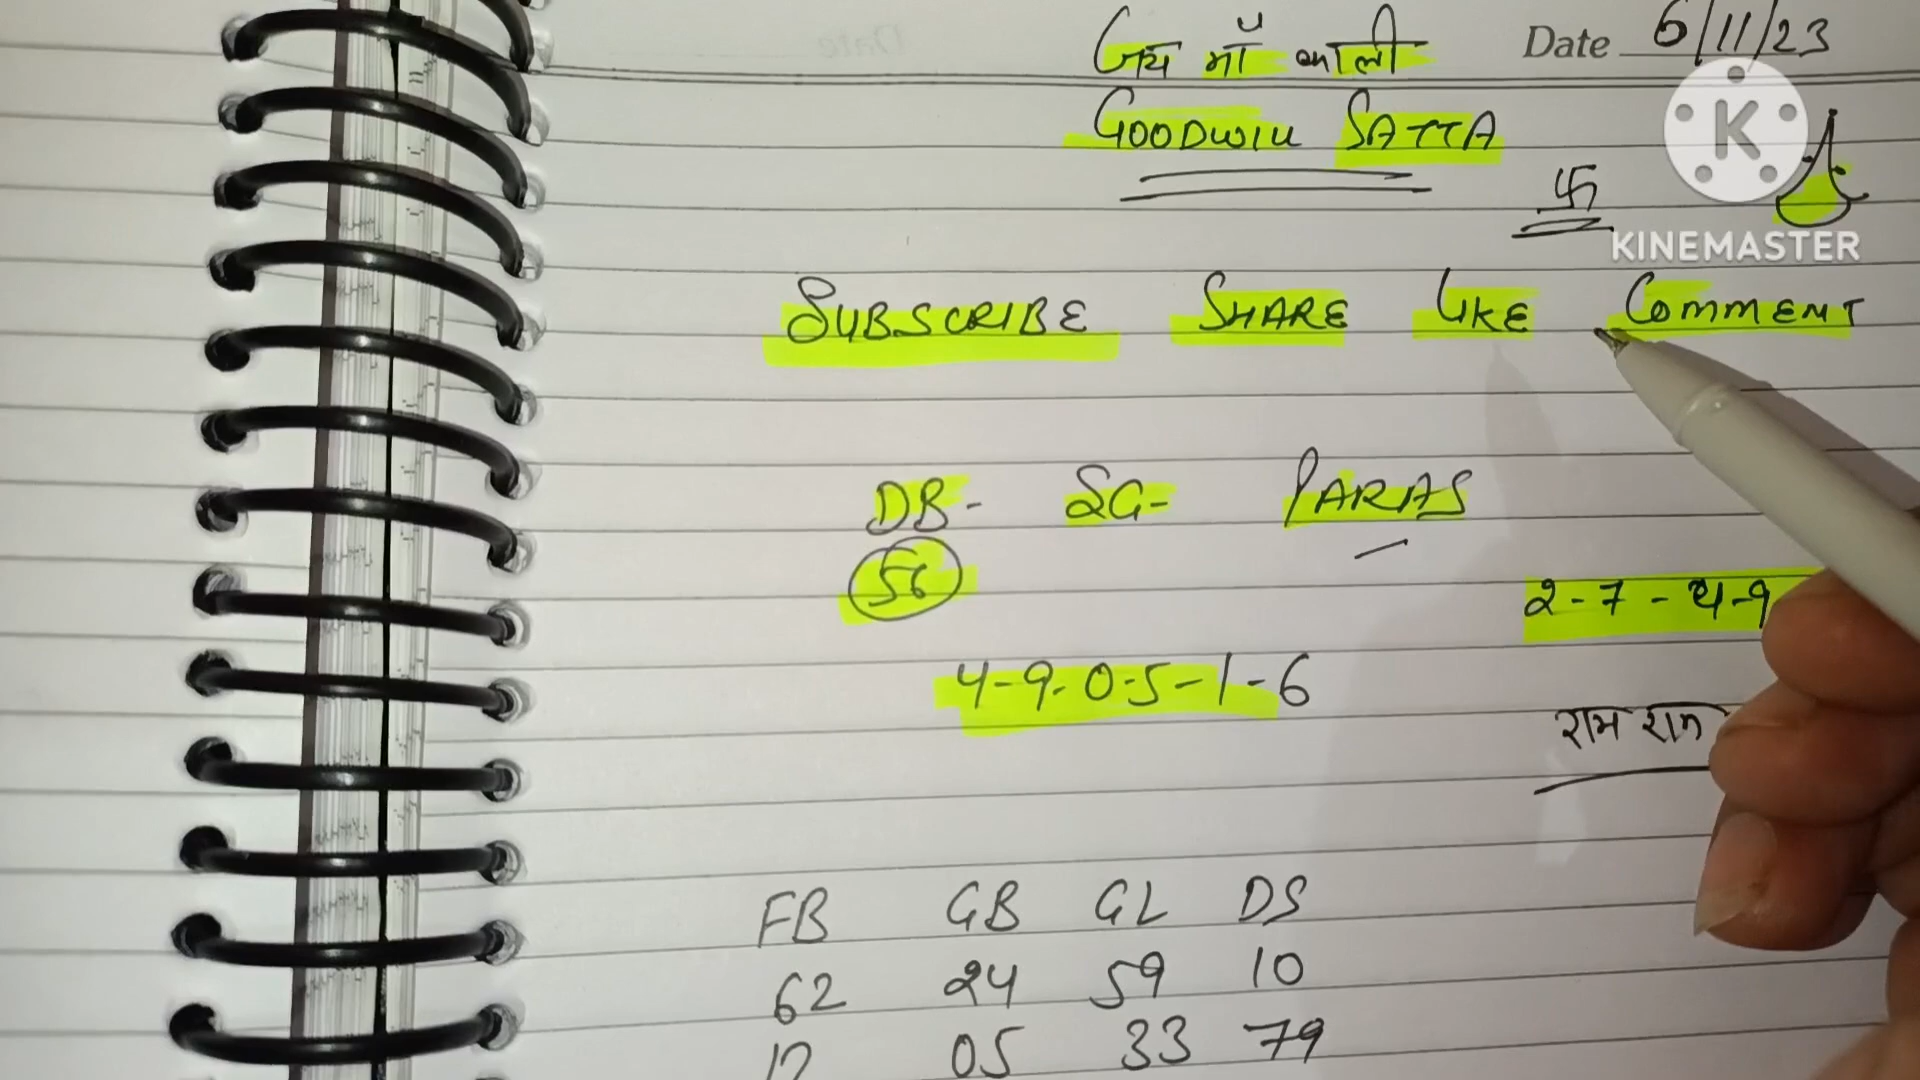 जय माँ काली Date 6/11/23
GOODWILL SATTA
卐
KINEMASTER
SUBSCRIBE SHARE LIKE COMMENT
DB- SG- PARAS
56
2-7-4-9
4-9-0-5-1-6
राम राम
FB GB GL DS
62 24 59 10
05 33 79